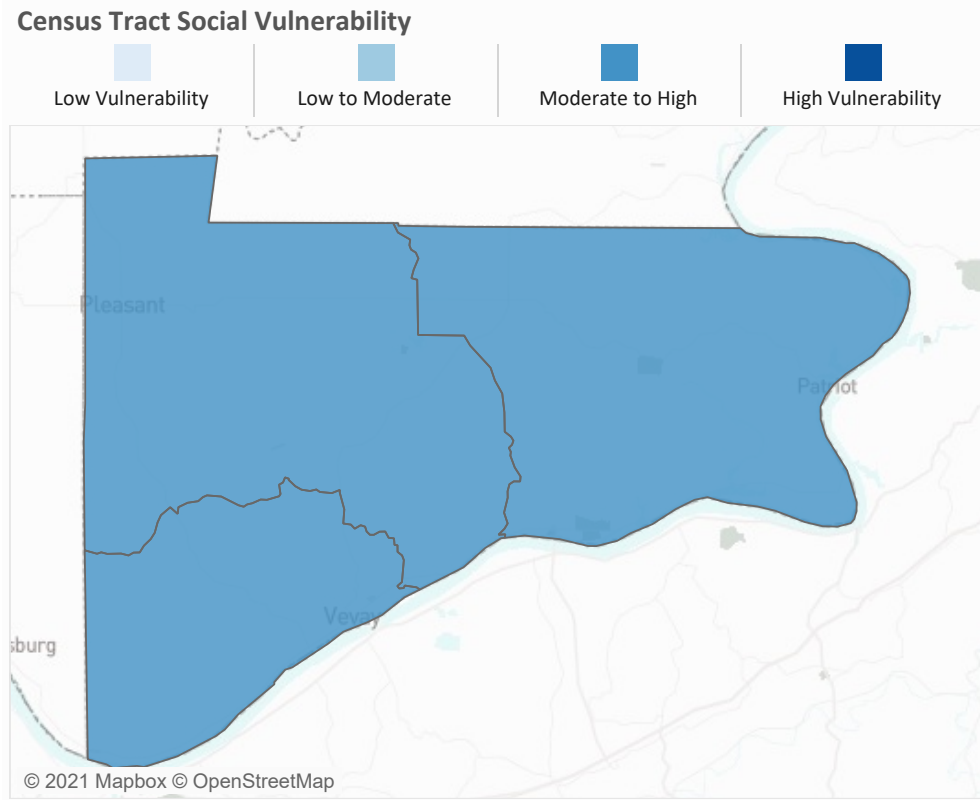 Census Tract Social Vulnerability
Low Vulnerability
Low to Moderate
Moderate to High
High Vulnerability
Pleasant
Patriot
Vevay
sburg
© 2021 Mapbox © OpenStreetMap